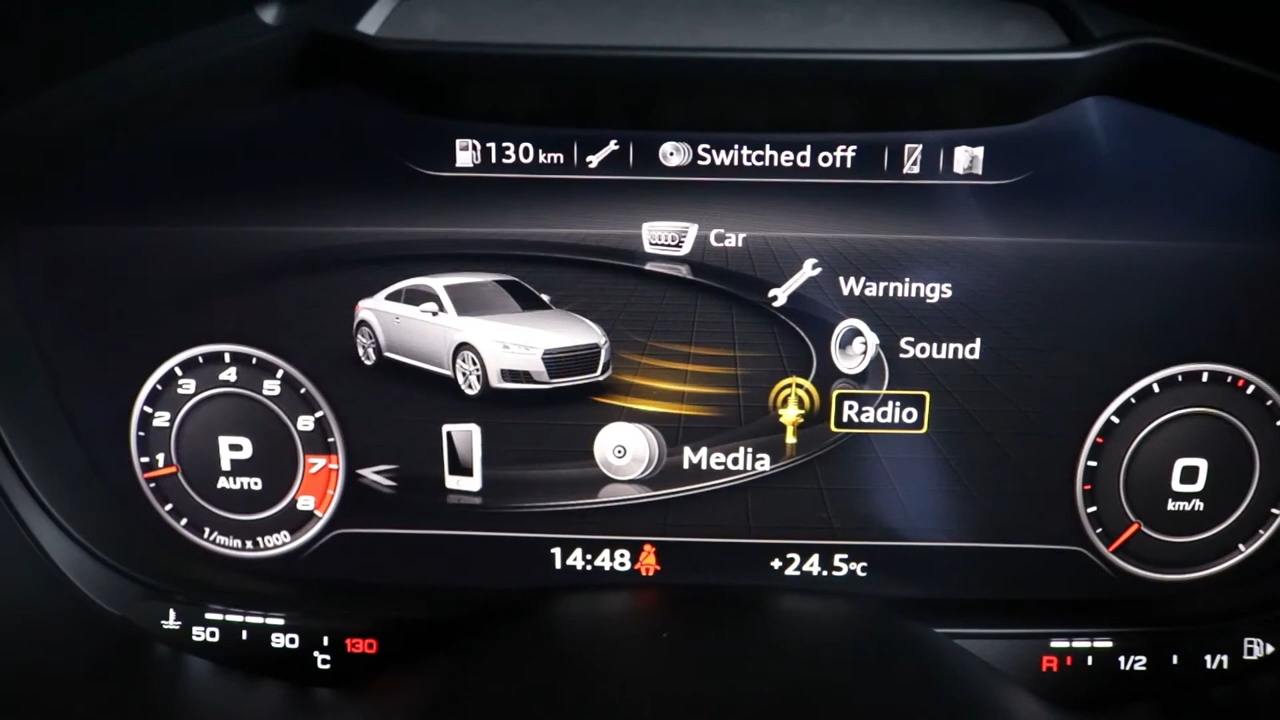 130 km Switched off
Car
Warnings
Sound
Radio
Media
1 2 3 4 5 6 7 8
P
AUTO
1/min x 1000
0
km/h
14:48 +24.5°C
50 90 130
°C
R 1/2 1/1